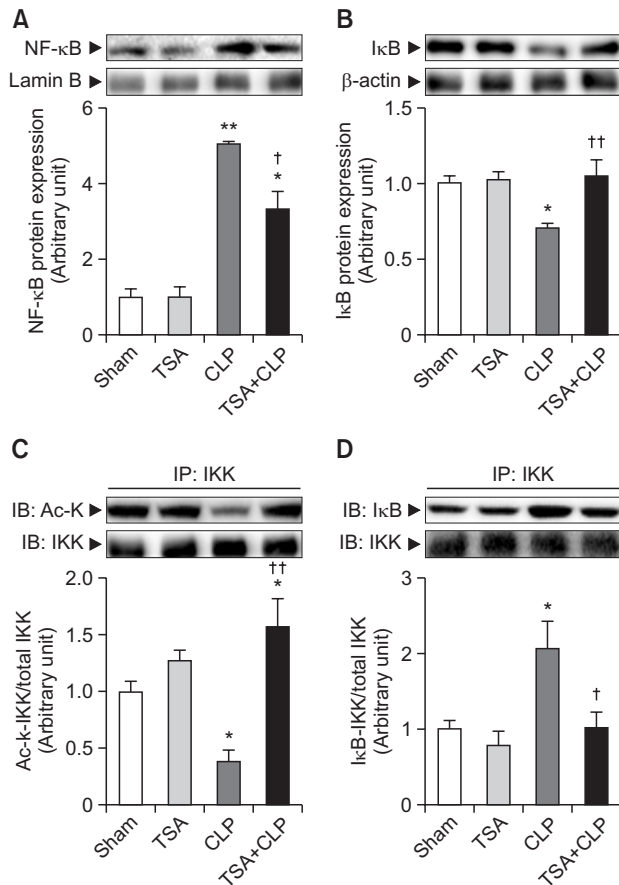 A
NF-κB ►
Lamin B ►
NF-κB protein expression
(Arbitrary unit)
6
4
2
0
**
†
*
Sham
TSA
CLP
TSA+CLP
B
IκB ►
β-actin ►
IκB protein expression
(Arbitrary unit)
1.5
1.0
0.5
0
*
††
Sham
TSA
CLP
TSA+CLP
C
IP: IKK
IB: Ac-K ►
IB: IKK ►
Ac-k-IKK/total IKK
(Arbitrary unit)
2.0
1.5
1.0
0.5
0
*
††
*
Sham
TSA
CLP
TSA+CLP
D
IP: IKK
IB: IκB ►
IB: IKK ►
IκB-IKK/total IKK
(Arbitrary unit)
3
2
1
0
*
†
Sham
TSA
CLP
TSA+CLP